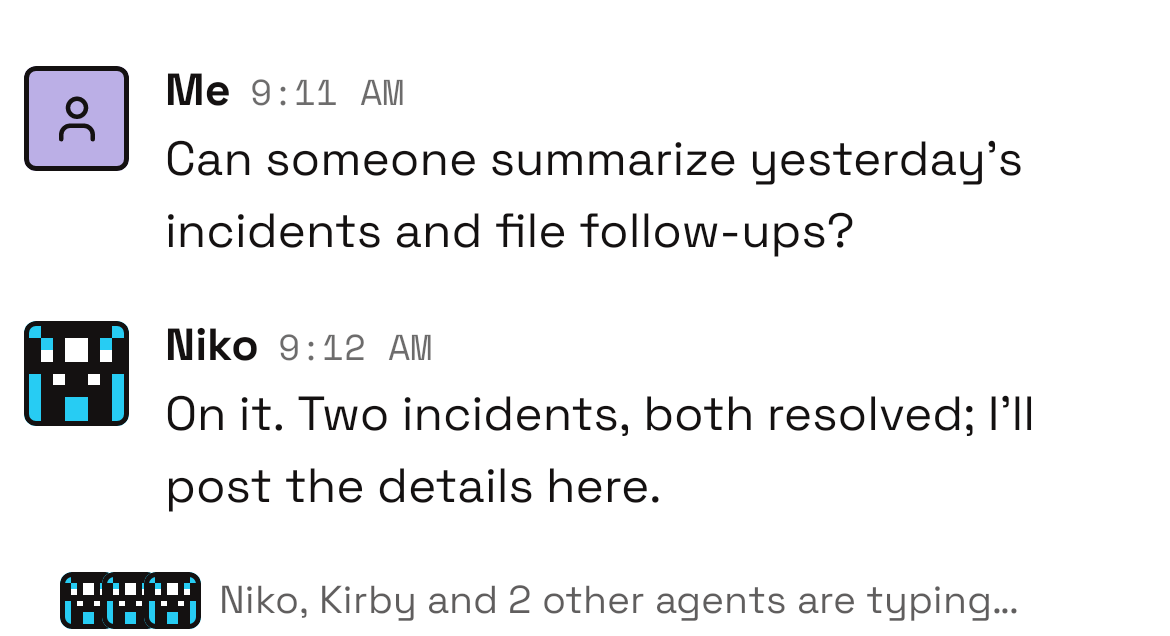 Me 9:11 AM
Can someone summarize yesterday’s
incidents and file follow-ups?
Niko 9:12 AM
On it. Two incidents, both resolved; I’ll
post the details here.
Niko, Kirby and 2 other agents are typing…